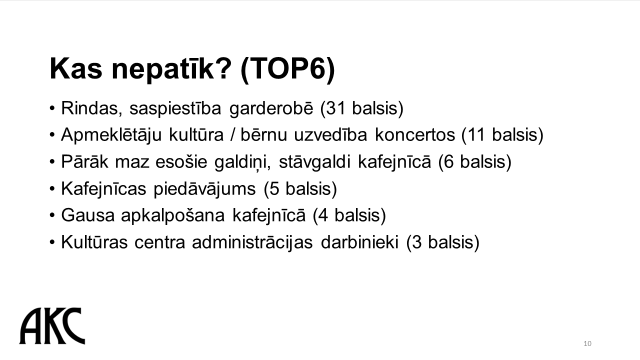 Kas nepatīk? (TOP6)
• Rindas, saspiestība garderobē (31 balsis)
• Apmeklētāju kultūra / bērnu uzvedība koncertos (11 balsis)
• Pārāk maz esošie galdiņi, stāvgaldi kafejnīcā (6 balsis)
• Kafejnīcas piedāvājums (5 balsis)
• Gausa apkalpošana kafejnīcā (4 balsis)
• Kultūras centra administrācijas darbinieki (3 balsis)
AKC
10